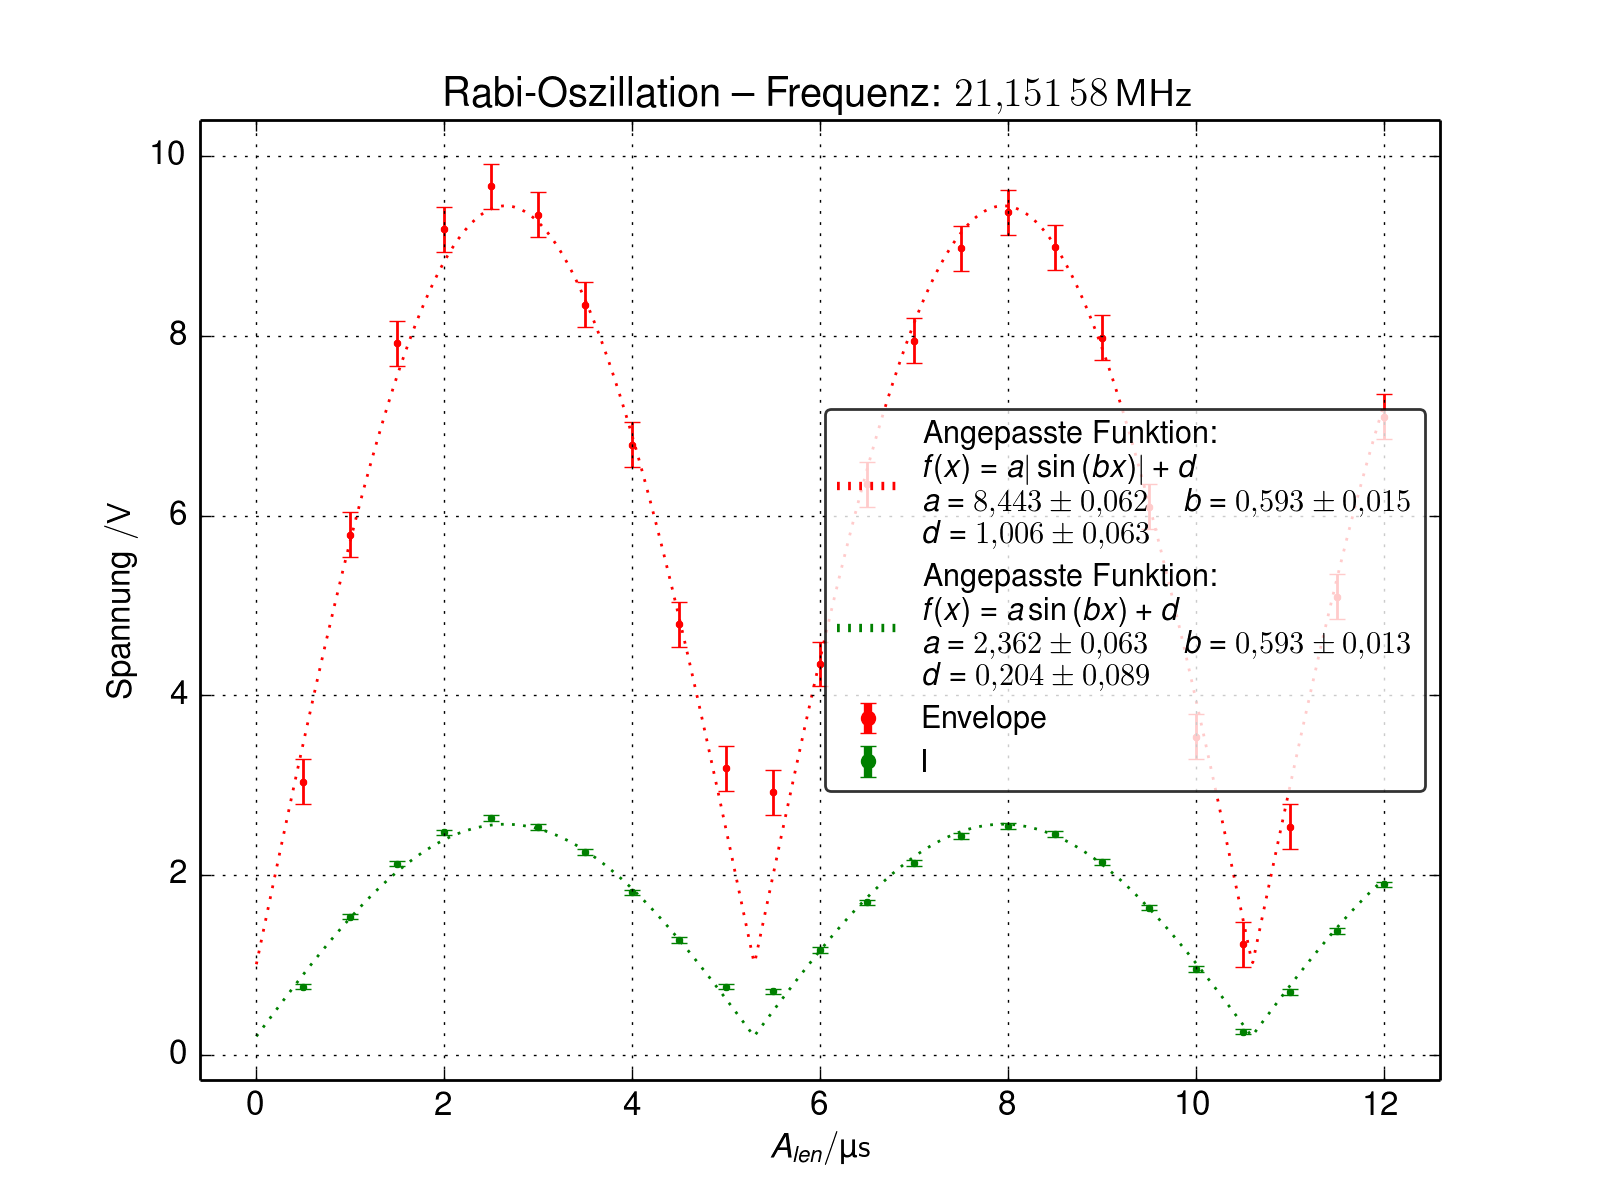 Rabi-Oszillation – Frequenz: 21,151 58 MHz
10
8
6
4
2
0
Spannung /V
Angepasste Funktion:
f(x) = a| sin (bx)| + d
a = 8,443 ± 0,062 b = 0,593 ± 0,015
d = 1,006 ± 0,063
Angepasste Funktion:
f(x) = a sin (bx) + d
a = 2,362 ± 0,063 b = 0,593 ± 0,013
d = 0,204 ± 0,089
Envelope
I
0 2 4 6 8 10 12
A_len/µs